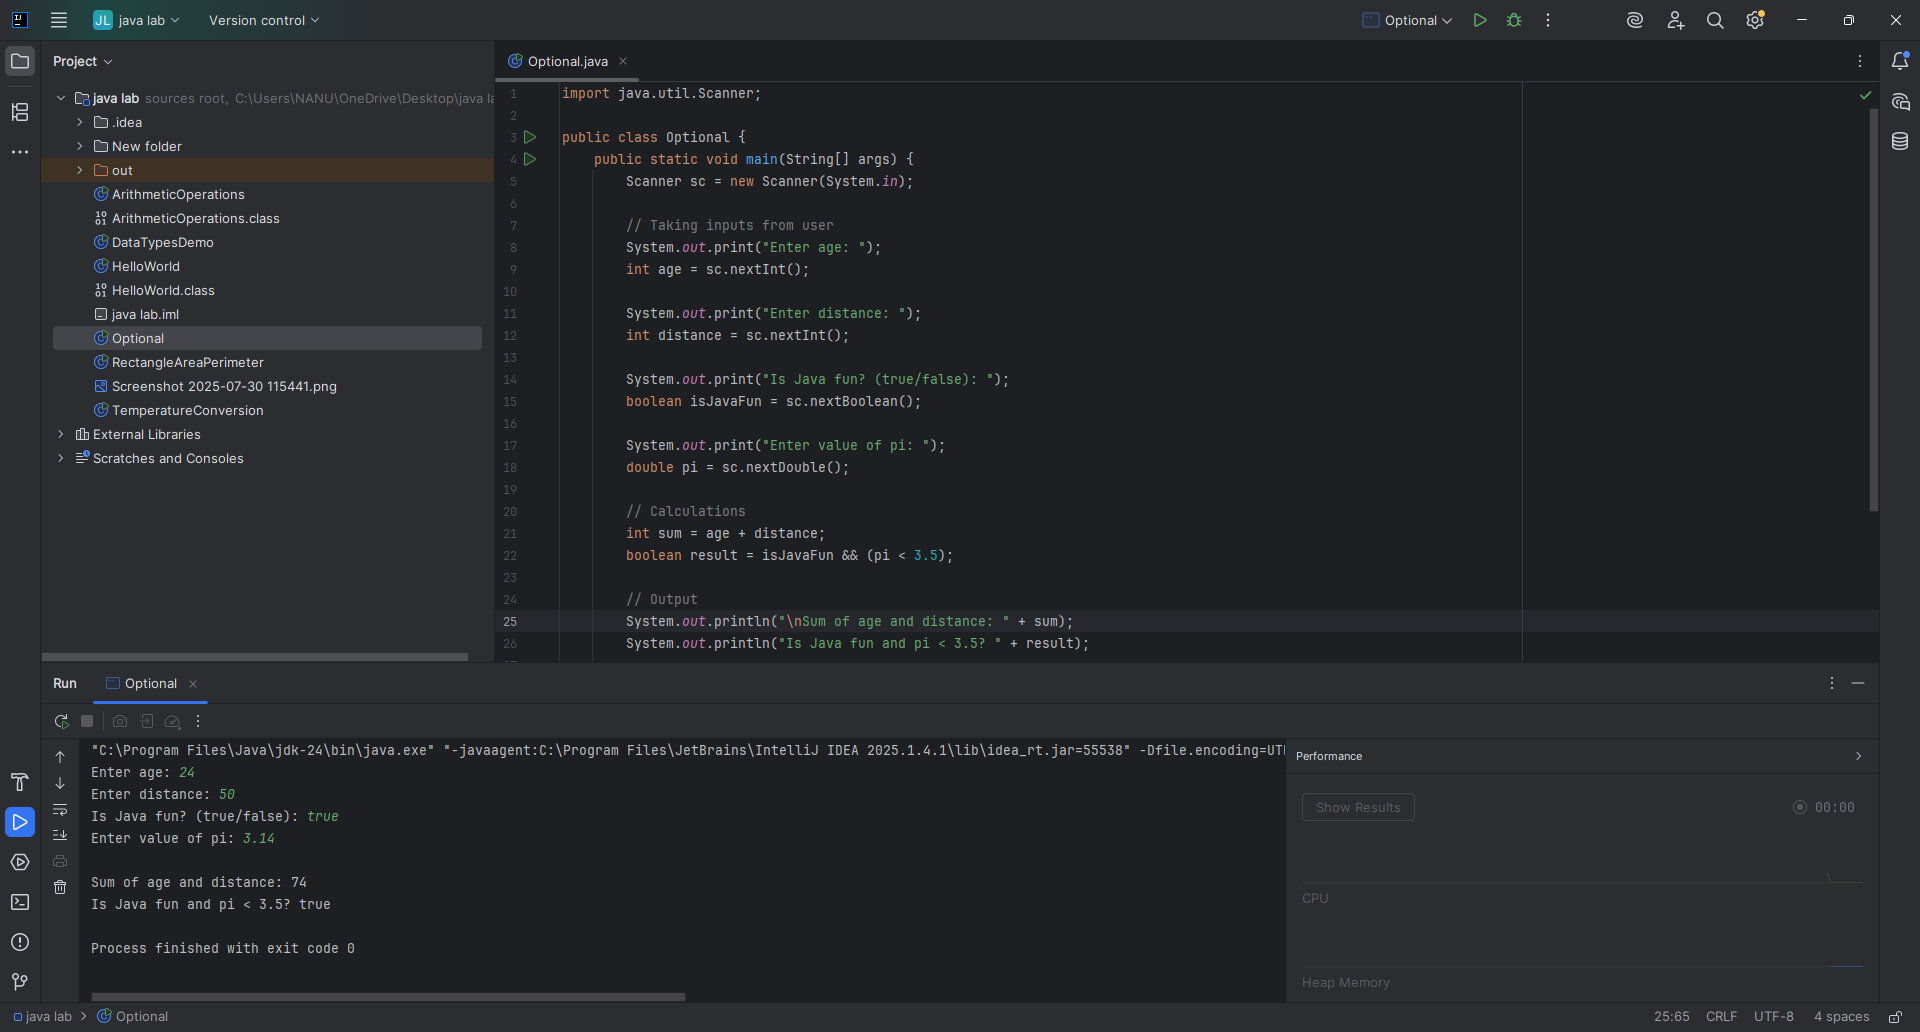 JL java lab Version control Optional
Project
Optional.java
java lab sources root, C:\Users\NANU\OneDrive\Desktop\java la
.idea
New folder
out
ArithmeticOperations
ArithmeticOperations.class
DataTypesDemo
HelloWorld
HelloWorld.class
java lab.iml
Optional
RectangleAreaPerimeter
Screenshot 2025-07-30 115441.png
TemperatureConversion
External Libraries
Scratches and Consoles
1 import java.util.Scanner;
2
3 public class Optional {
4 public static void main(String[] args) {
5 Scanner sc = new Scanner(System.in);
6
7 // Taking inputs from user
8 System.out.print("Enter age: ");
9 int age = sc.nextInt();
10
11 System.out.print("Enter distance: ");
12 int distance = sc.nextInt();
13
14 System.out.print("Is Java fun? (true/false): ");
15 boolean isJavaFun = sc.nextBoolean();
16
17 System.out.print("Enter value of pi: ");
18 double pi = sc.nextDouble();
19
20 // Calculations
21 int sum = age + distance;
22 boolean result = isJavaFun && (pi < 3.5);
23
24 // Output
25 System.out.println("\nSum of age and distance: " + sum);
26 System.out.println("Is Java fun and pi < 3.5? " + result);
Run Optional
"C:\Program Files\Java\jdk-24\bin\java.exe" "-javaagent:C:\Program Files\JetBrains\IntelliJ IDEA 2025.1.4.1\lib\idea_rt.jar=55538" -Dfile.encoding=UTF
Enter age: 24
Enter distance: 50
Is Java fun? (true/false): true
Enter value of pi: 3.14
Sum of age and distance: 74
Is Java fun and pi < 3.5? true
Process finished with exit code 0
Performance
Show Results 00:00
CPU
Heap Memory
java lab Optional
25:65 CRLF UTF-8 4 spaces